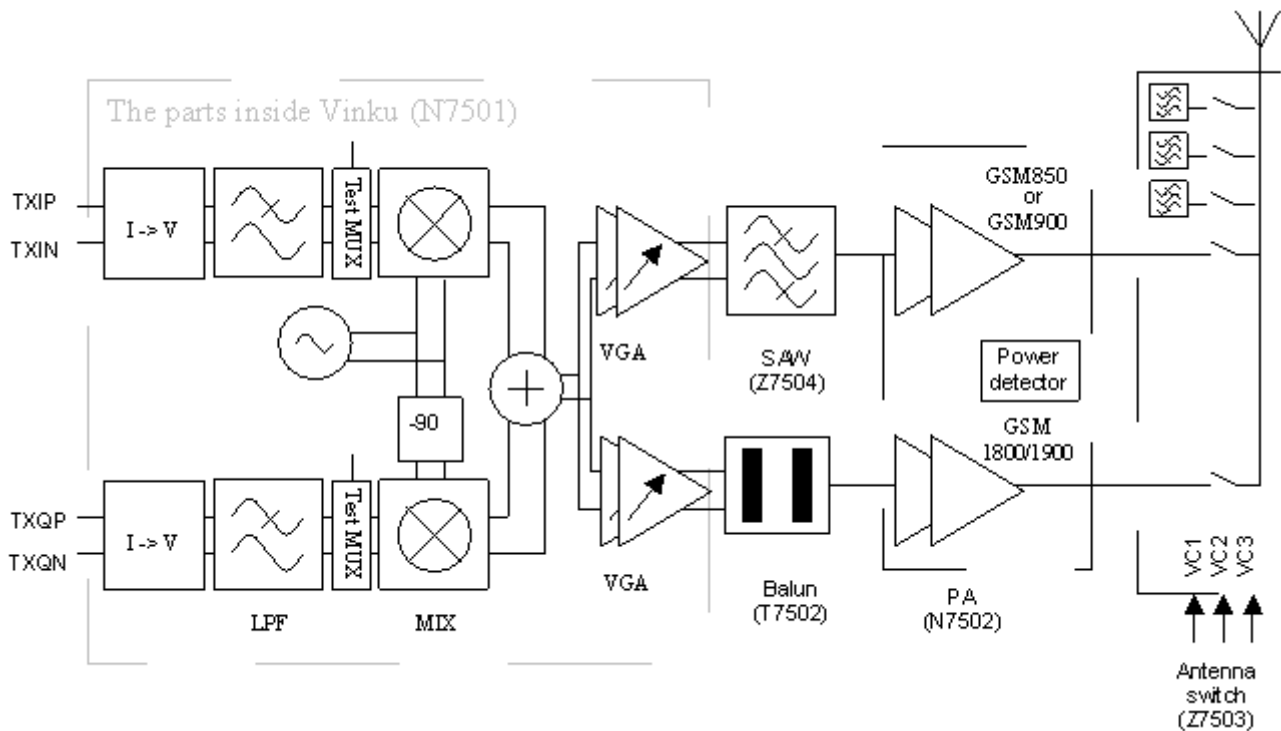 The parts inside Vinku (N7501)
TXIP
TXIN
I -> V
Test MUX
GSM850
or
GSM900
VGA
SAW
(Z7504)
Power
detector
-90
GSM
1800/1900
TXQP
TXQN
I -> V
Test MUX
LPF
MIX
VGA
Balun
(T7502)
PA
(N7502)
VC1
VC2
VC3
Antenna
switch
(Z7503)